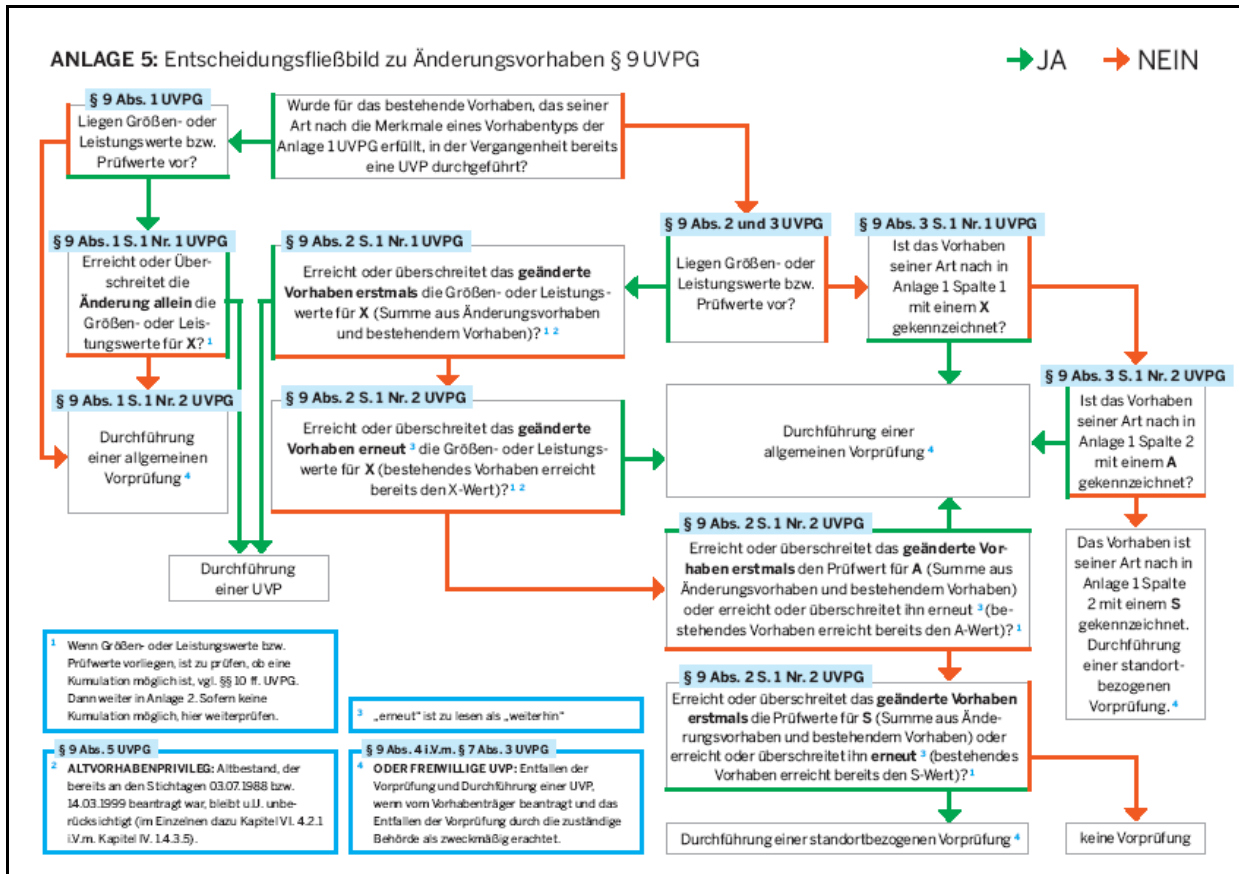 ANLAGE 5: Entscheidungsfließbild zu Änderungsvorhaben § 9 UVPG
JA
NEIN
§ 9 Abs. 1 UVPG
Liegen Größen- oder
Leistungswerte bzw.
Prüfwerte vor?
Wurde für das bestehende Vorhaben, das seiner
Art nach die Merkmale eines Vorhabentyps der
Anlage 1 UVPG erfüllt, in der Vergangenheit bereits
eine UVP durchgeführt?
§ 9 Abs. 1 S. 1 Nr. 1 UVPG
Erreicht oder Über-
schreitet die
Änderung allein die
Größen- oder Leis-
tungswerte für X? ¹
§ 9 Abs. 2 S. 1 Nr. 1 UVPG
Erreicht oder überschreitet das geänderte
Vorhaben erstmals die Größen- oder Leistungs-
werte für X (Summe aus Änderungsvorhaben
und bestehendem Vorhaben)? ¹ ²
§ 9 Abs. 2 und 3 UVPG
Liegen Größen- oder
Leistungswerte bzw.
Prüfwerte vor?
§ 9 Abs. 3 S. 1 Nr. 1 UVPG
Ist das Vorhaben
seiner Art nach in
Anlage 1 Spalte 1
mit einem X
gekennzeichnet?
§ 9 Abs. 1 S. 1 Nr. 2 UVPG
Durchführung
einer allgemeinen
Vorprüfung ⁴
§ 9 Abs. 2 S. 1 Nr. 2 UVPG
Erreicht oder überschreitet das geänderte
Vorhaben erneut ³ die Größen- oder Leistungs-
werte für X (bestehendes Vorhaben erreicht
bereits den X-Wert)? ¹ ²
Durchführung einer
allgemeinen Vorprüfung ⁴
§ 9 Abs. 3 S. 1 Nr. 2 UVPG
Ist das Vorhaben
seiner Art nach in
Anlage 1 Spalte 2
mit einem A
gekennzeichnet?
Durchführung
einer UVP
§ 9 Abs. 2 S. 1 Nr. 2 UVPG
Erreicht oder überschreitet das geänderte Vor-
haben erstmals den Prüfwert für A (Summe aus
Änderungsvorhaben und bestehendem Vorhaben)
oder erreicht oder überschreitet ihn erneut ³ (be-
stehendes Vorhaben erreicht bereits den A-Wert)? ¹
Das Vorhaben ist
seiner Art nach in
Anlage 1 Spalte
2 mit einem S
gekennzeichnet.
Durchführung
einer standort-
bezogenen
Vorprüfung. ⁴
§ 9 Abs. 2 S. 1 Nr. 2 UVPG
Erreicht oder überschreitet das geänderte Vorhaben
erstmals die Prüfwerte für S (Summe aus Ände-
rungsvorhaben und bestehendem Vorhaben) oder
erreicht oder überschreitet ihn erneut ³ (bestehendes
Vorhaben erreicht bereits den S-Wert)? ¹
Durchführung einer standortbezogenen Vorprüfung ⁴
keine Vorprüfung
¹ Wenn Größen- oder Leistungswerte bzw.
Prüfwerte vorliegen, ist zu prüfen, ob eine
Kumulation möglich ist, vgl. §§ 10 ff. UVPG.
Dann weiter in Anlage 2. Sofern keine
Kumulation möglich, hier weiterprüfen.
³ „erneut“ ist zu lesen als „weiterhin“
§ 9 Abs. 5 UVPG
² ALTVORHABENPRIVILEG: Altbestand, der
bereits an den Stichtagen 03.07.1988 bzw.
14.03.1999 beantragt war, bleibt u.U. unbe-
rücksichtigt (im Einzelnen dazu Kapitel VI. 4.2.1
i.V.m. Kapitel IV. 1.4.3.5).
§ 9 Abs. 4 i.V.m. § 7 Abs. 3 UVPG
⁴ ODER FREIWILLIGE UVP: Entfallen der
Vorprüfung und Durchführung einer UVP,
wenn vom Vorhabenträger beantragt und das
Entfallen der Vorprüfung durch die zuständige
Behörde als zweckmäßig erachtet.